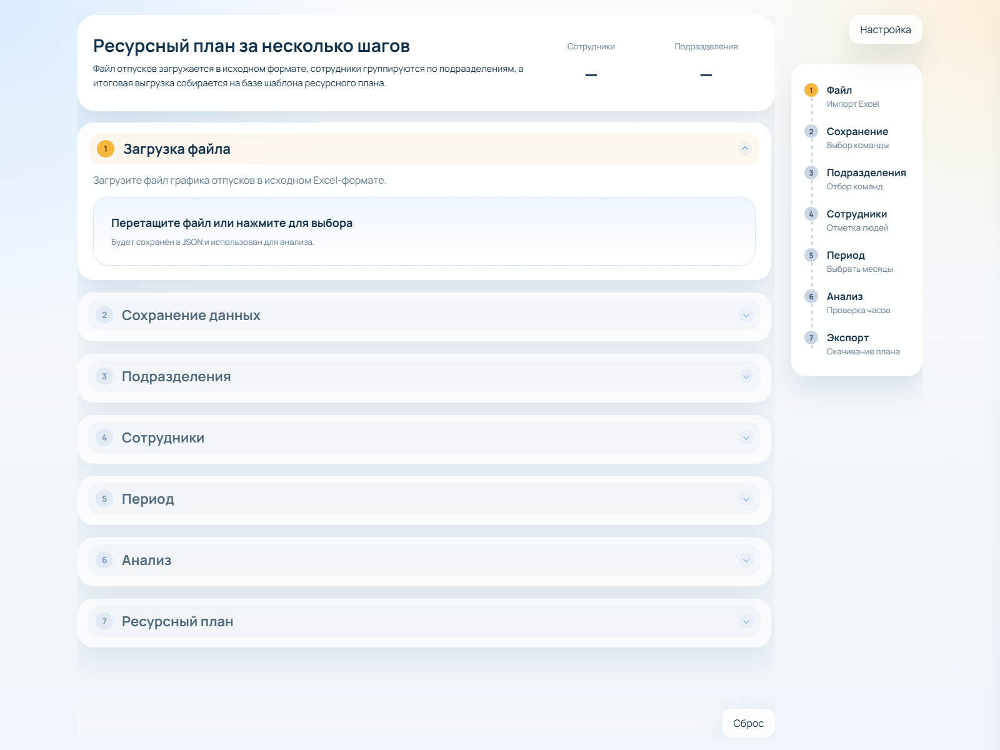 Ресурсный план за несколько шагов
Файл отпусков загружается в исходном формате, сотрудники группируются по подразделениям, а
итоговая выгрузка собирается на базе шаблона ресурсного плана.
Сотрудники
—
Подразделения
—
Настройка
1 Загрузка файла
Загрузите файл графика отпусков в исходном Excel-формате.
Перетащите файл или нажмите для выбора
Будет сохранён в JSON и использован для анализа.
2 Сохранение данных
3 Подразделения
4 Сотрудники
5 Период
6 Анализ
7 Ресурсный план
1 Файл
Импорт Excel
2 Сохранение
Выбор команды
3 Подразделения
Отбор команд
4 Сотрудники
Отметка людей
5 Период
Выбрать месяцы
6 Анализ
Проверка часов
7 Экспорт
Скачивание плана
Сброс